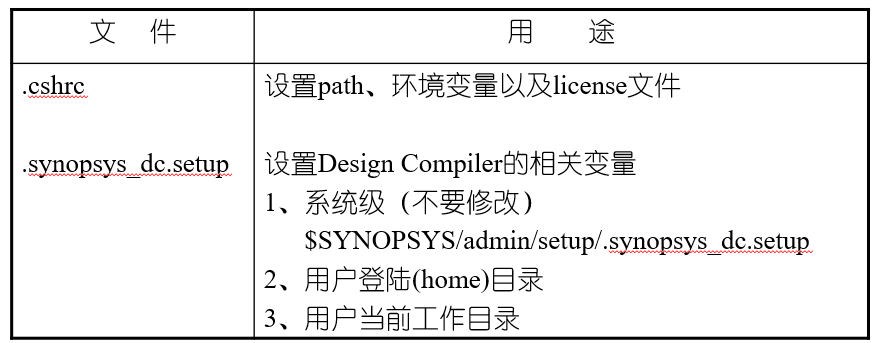 文 件 用 途
.cshrc 设置path、环境变量以及license文件
.synopsys_dc.setup 设置Design Compiler的相关变量
1、系统级（不要修改）
$SYNOPSYS/admin/setup/.synopsys_dc.setup
2、用户登陆(home)目录
3、用户当前工作目录